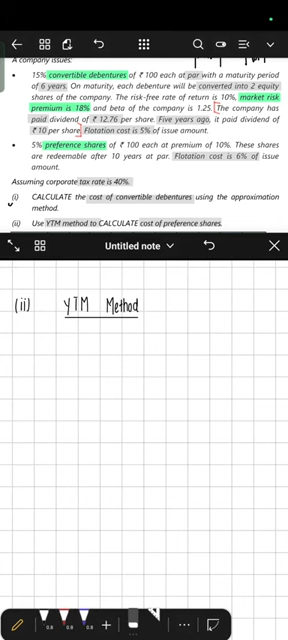 A company issues:
• 15% convertible debentures of ₹ 100 each at par with a maturity period
of 6 years. On maturity, each debenture will be converted into 2 equity
shares of the company. The risk-free rate of return is 10%, market risk
premium is 18% and beta of the company is 1.25. The company has
paid dividend of ₹ 12.76 per share. Five years ago, it paid dividend of
₹ 10 per share. Flotation cost is 5% of issue amount.
• 5% preference shares of ₹ 100 each at premium of 10%. These shares
are redeemable after 10 years at par. Flotation cost is 6% of issue
amount.
Assuming corporate tax rate is 40%.
(i) CALCULATE the cost of convertible debentures using the approximation
method.
(ii) Use YTM method to CALCULATE cost of preference shares.
Untitled note
(ii) YTM Method
0.8 0.8 0.8